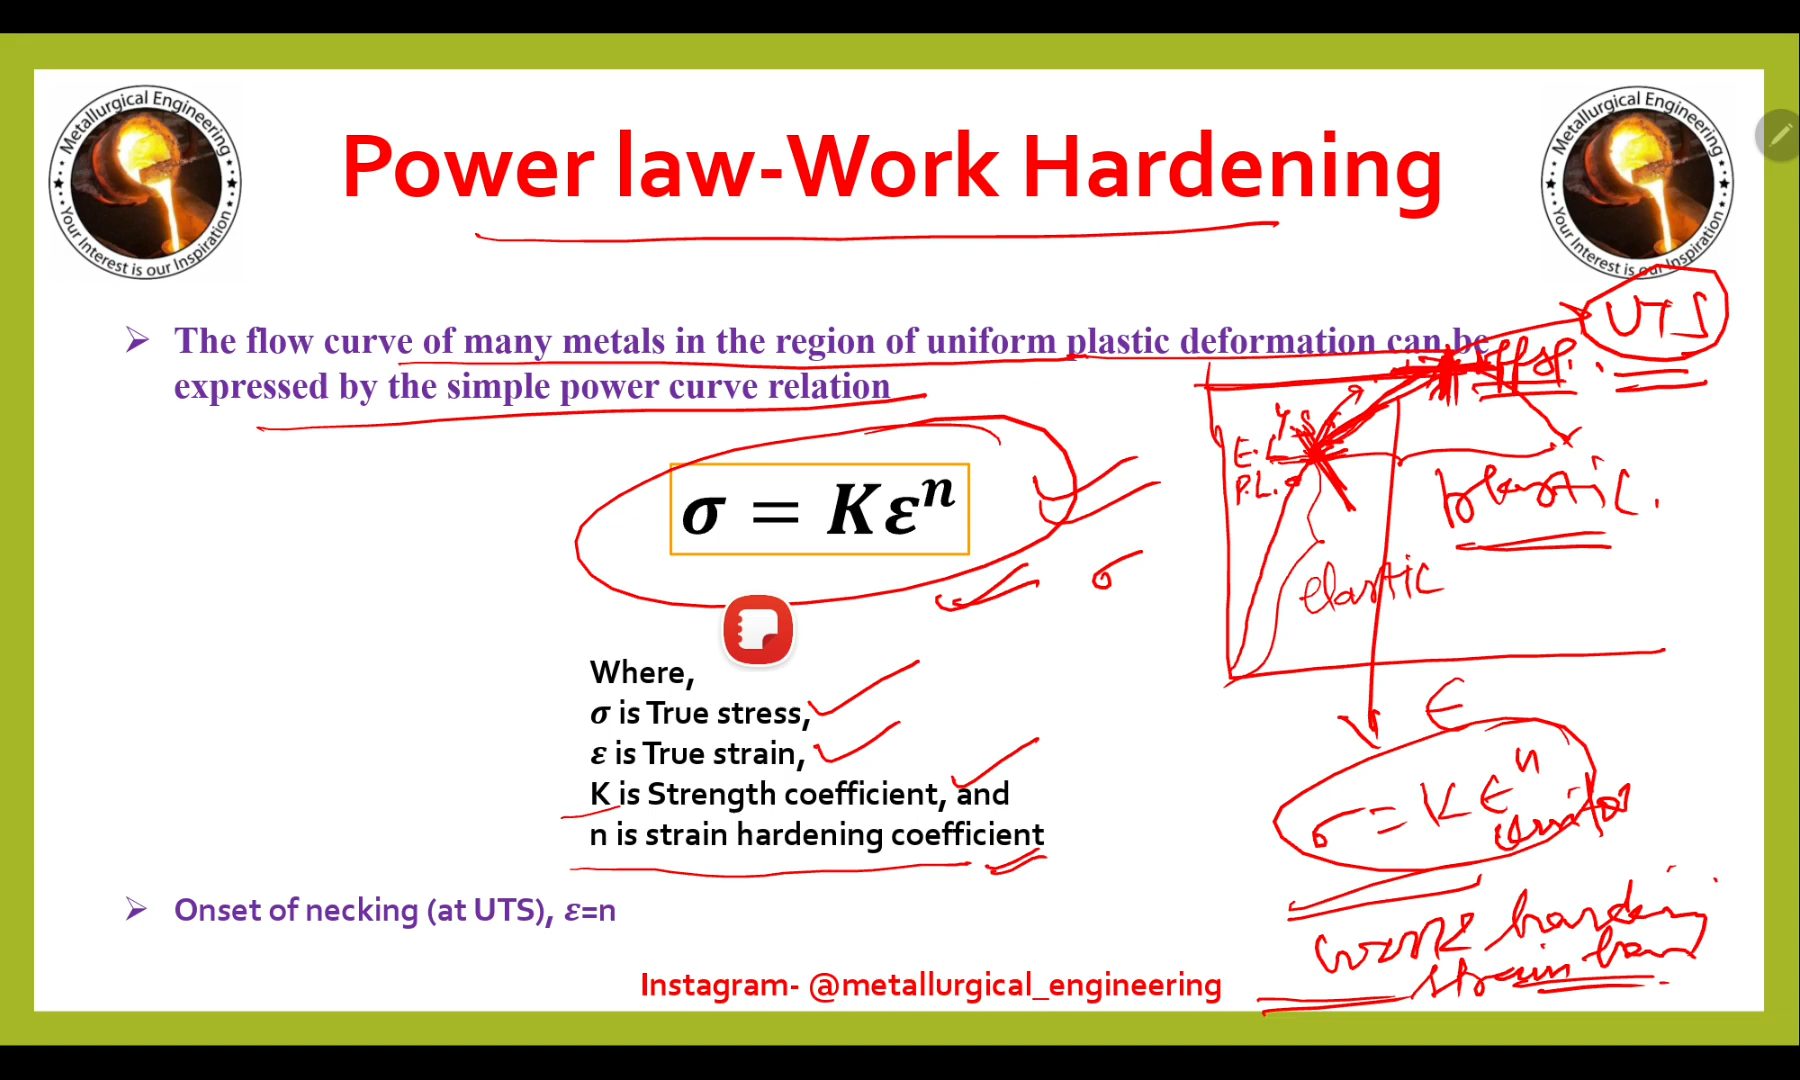 Metallurgical Engineering
Your Interest is our Inspiration
Power law-Work Hardening
Metallurgical Engineering
Your Interest is our Inspiration
➢ The flow curve of many metals in the region of uniform plastic deformation can be
expressed by the simple power curve relation
σ = Kεⁿ
Where,
σ is True stress,
ε is True strain,
K is Strength coefficient, and
n is strain hardening coefficient
➢ Onset of necking (at UTS), ε=n
Instagram- @metallurgical_engineering
UTS
Y.S
E.L
P.L.
plastic.
elastic
σ
ε
σ = K ε ⁿ
work
strain